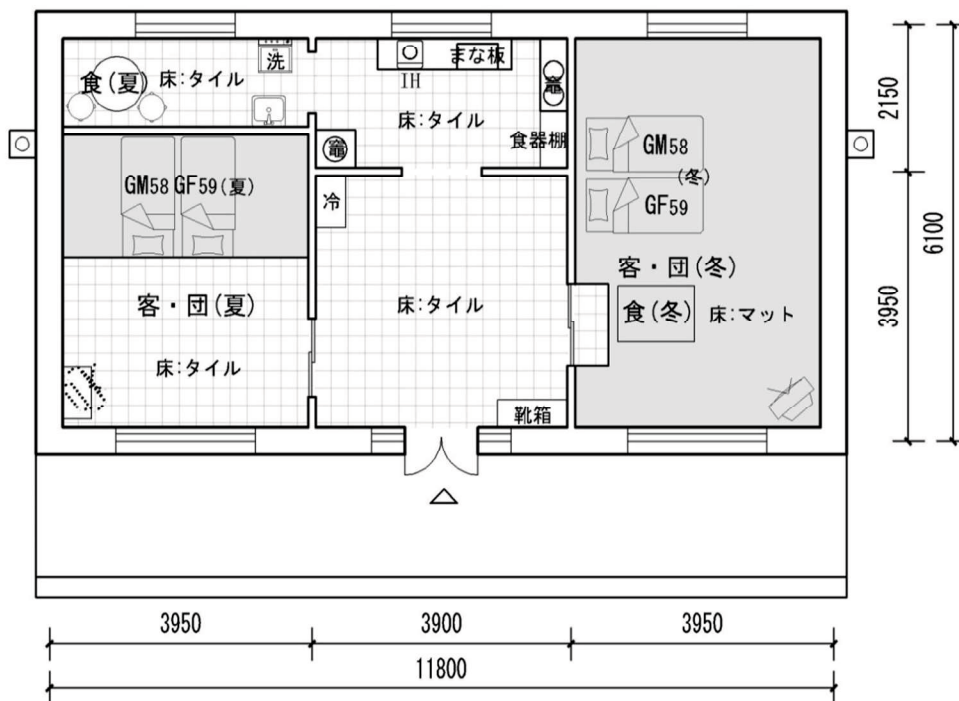 洗
まな板
食(夏)
床:タイル
IH
竈
床:タイル
食器棚
竈
GM58
(冬)
GF59
GM58 GF59(夏)
冷
客・団(冬)
客・団(夏)
床:タイル
食(冬)
床:マット
床:タイル
靴箱
2150
3950
6100
3950
3900
3950
11800